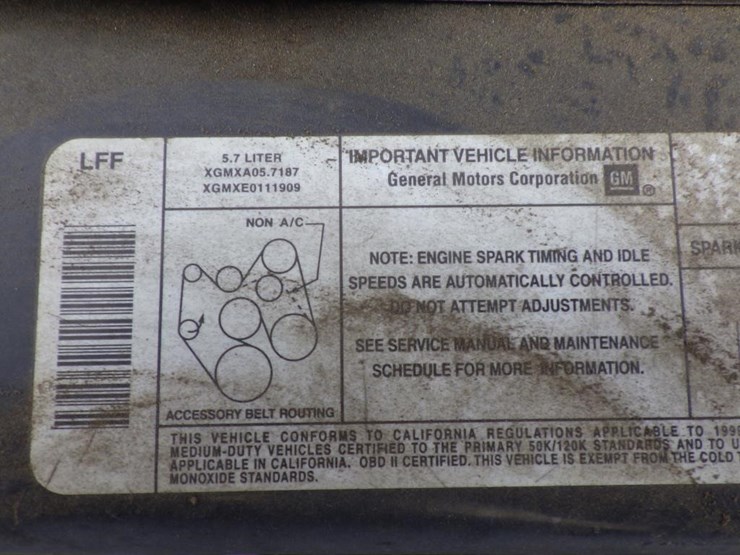 LFF
5.7 LITER
XGMXA05.7187
XGMXE0111909
IMPORTANT VEHICLE INFORMATION
General Motors Corporation GM ®
NON A/C
ACCESSORY BELT ROUTING
NOTE: ENGINE SPARK TIMING AND IDLE
SPEEDS ARE AUTOMATICALLY CONTROLLED.
DO NOT ATTEMPT ADJUSTMENTS.
SEE SERVICE MANUAL AND MAINTENANCE
SCHEDULE FOR MORE INFORMATION.
SPARK
THIS VEHICLE CONFORMS TO CALIFORNIA REGULATIONS APPLICABLE TO
MEDIUM-DUTY VEHICLES CERTIFIED TO THE PRIMARY 50K/120K STANDARDS AND TO U
APPLICABLE IN CALIFORNIA. OBD II CERTIFIED. THIS VEHICLE IS EXEMPT FROM THE COLD
MONOXIDE STANDARDS.